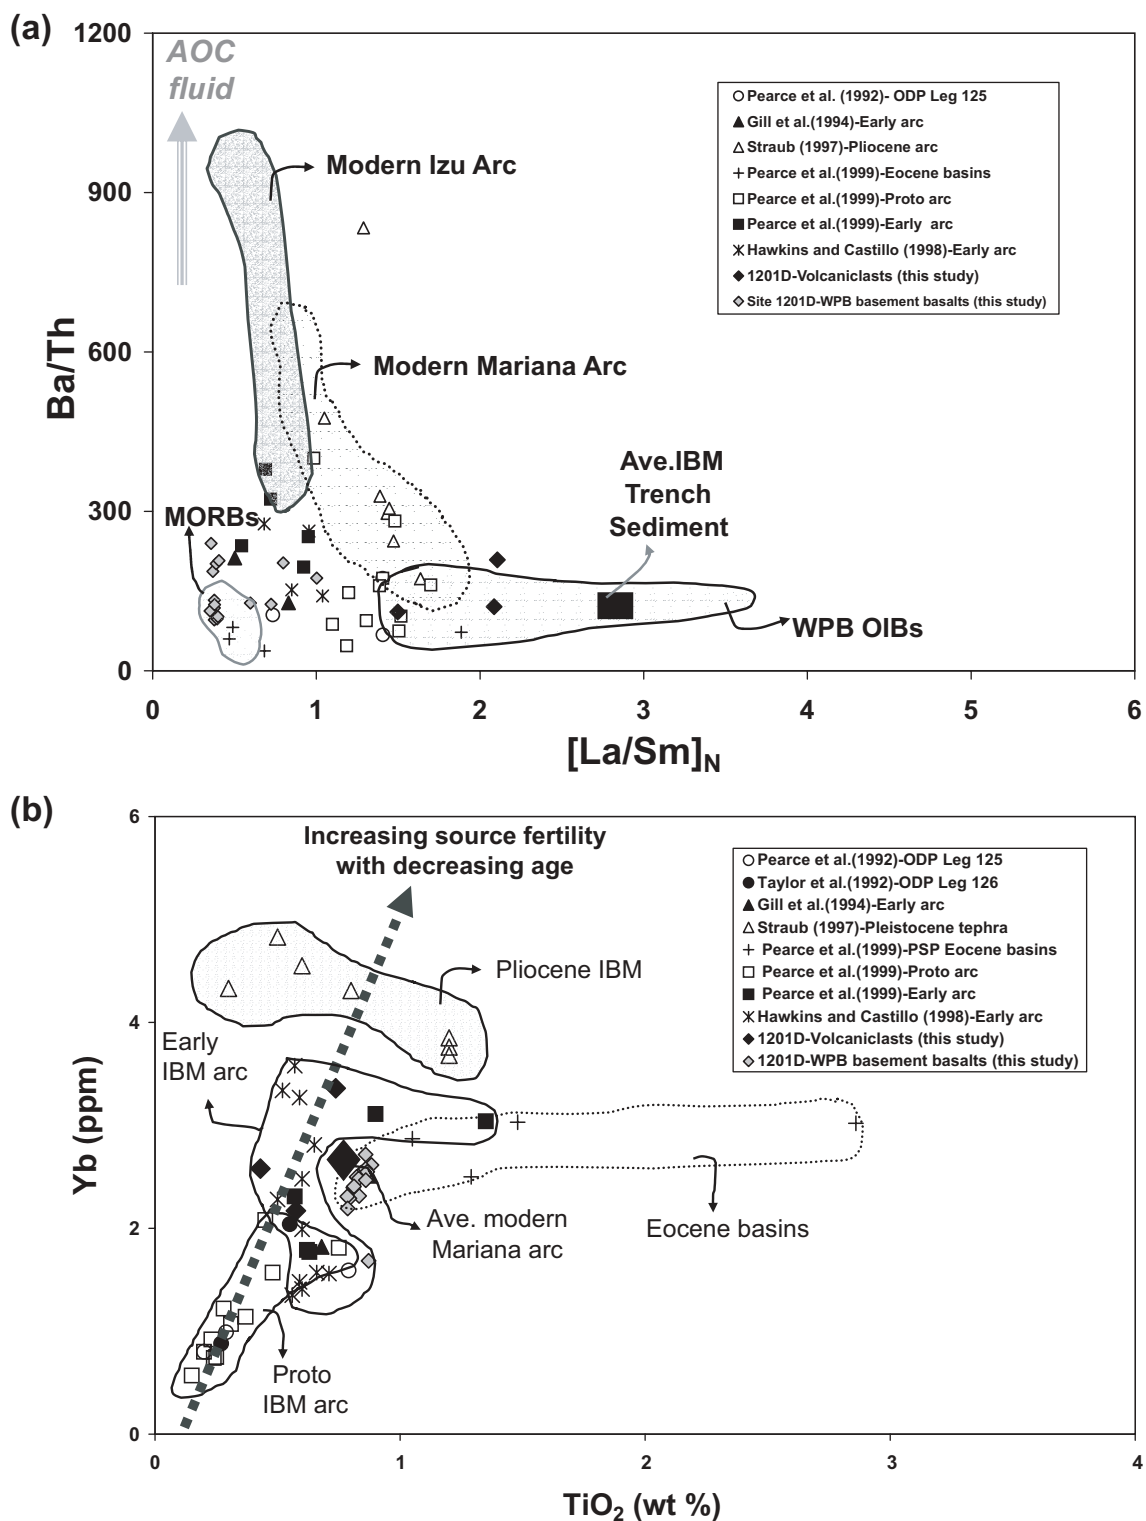 (a)
1200
900
600
300
0
Ba/Th
AOC
fluid
Modern Izu Arc
Modern Mariana Arc
MORBs
Ave.IBM
Trench
Sediment
WPB OIBs
Pearce et al. (1992)- ODP Leg 125
Gill et al.(1994)-Early arc
Straub (1997)-Pliocene arc
Pearce et al.(1999)-Eocene basins
Pearce et al.(1999)-Proto arc
Pearce et al.(1999)-Early arc
Hawkins and Castillo (1998)-Early arc
1201D-Volcaniclasts (this study)
Site 1201D-WPB basement basalts (this study)
0 1 2 3 4 5 6
[La/Sm]N
(b)
6
4
2
0
Yb (ppm)
Increasing source fertility
with decreasing age
Pliocene IBM
Early
IBM arc
Ave. modern
Mariana arc
Eocene basins
Proto
IBM arc
Pearce et al.(1992)-ODP Leg 125
Taylor et al.(1992)-ODP Leg 126
Gill et al.(1994)-Early arc
Straub (1997)-Pleistocene tephra
Pearce et al.(1999)-PSP Eocene basins
Pearce et al.(1999)-Proto arc
Pearce et al.(1999)-Early arc
Hawkins and Castillo (1998)-Early arc
1201D-Volcaniclasts (this study)
1201D-WPB basement basalts (this study)
0 1 2 3 4
TiO2 (wt %)